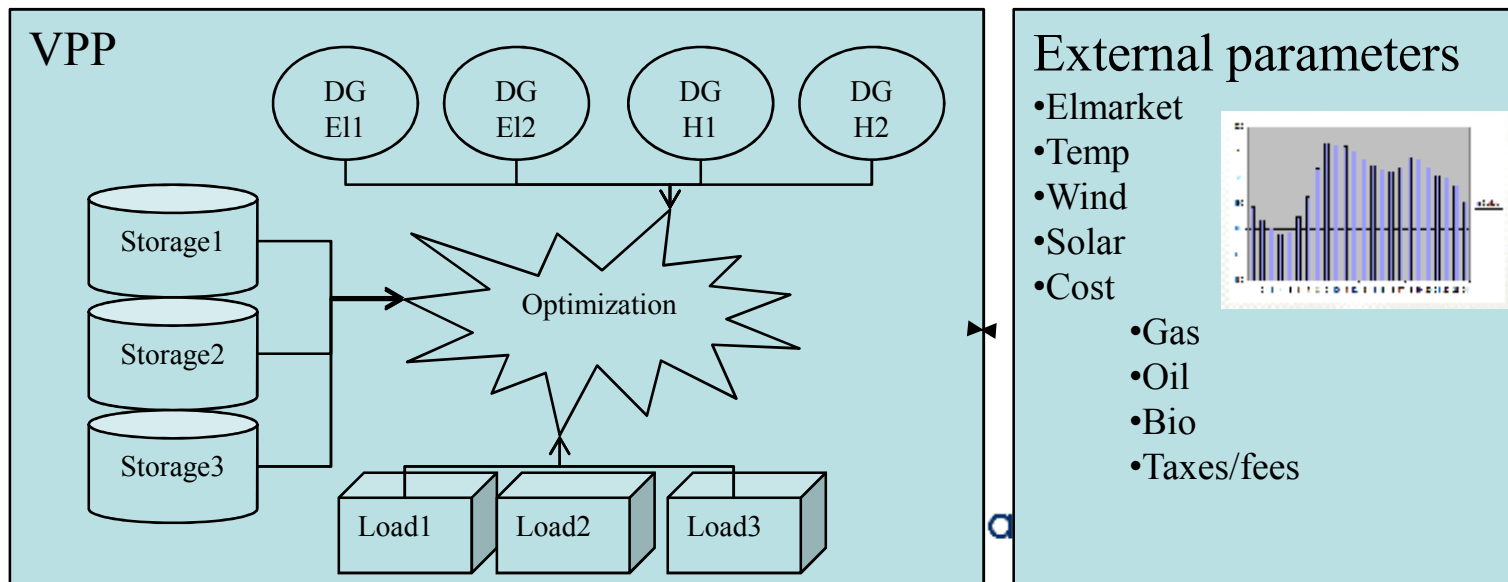 VPP
DG
El1
DG
El2
DG
H1
DG
H2
Storage1
Storage2
Storage3
Optimization
Load1
Load2
Load3
External parameters
•Elmarket
•Temp
•Wind
•Solar
•Cost
•Gas
•Oil
•Bio
•Taxes/fees